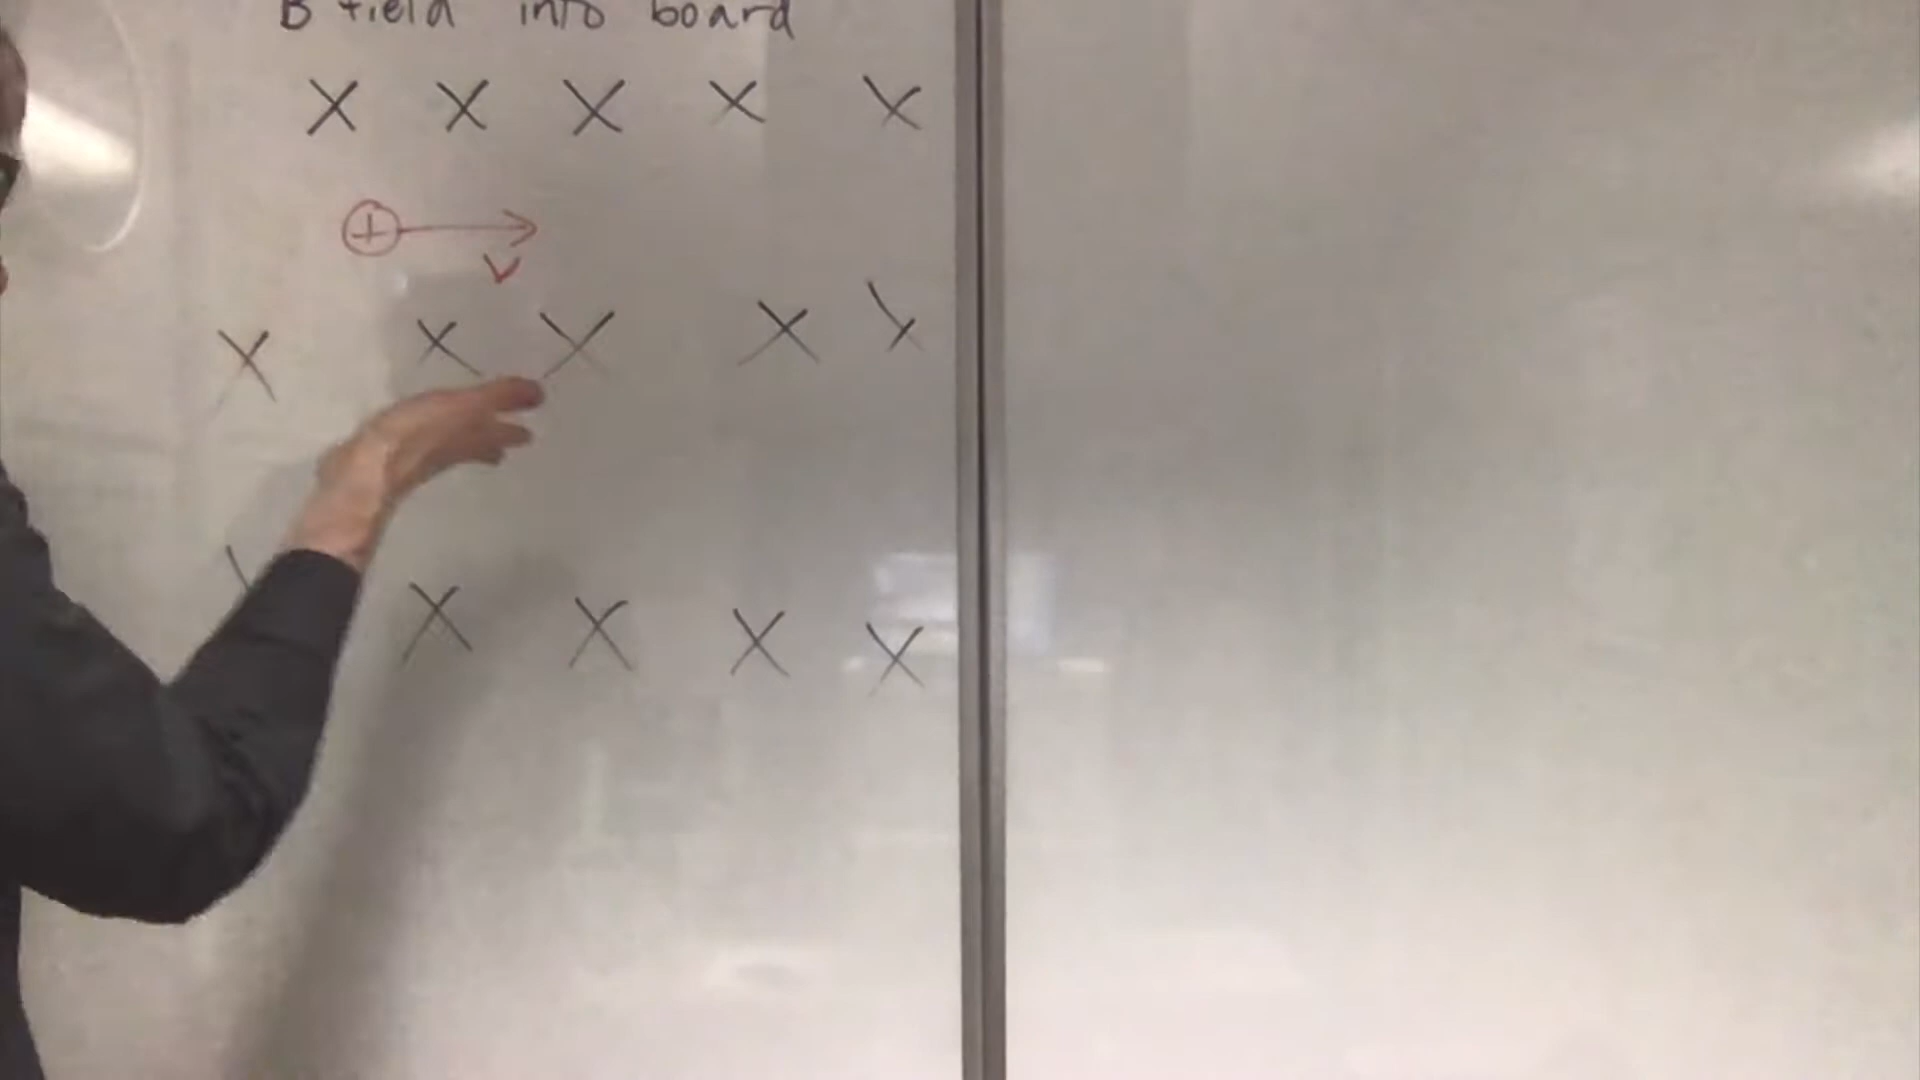 B field into board
X X X X X
+
v
X X X X X
X X X X X